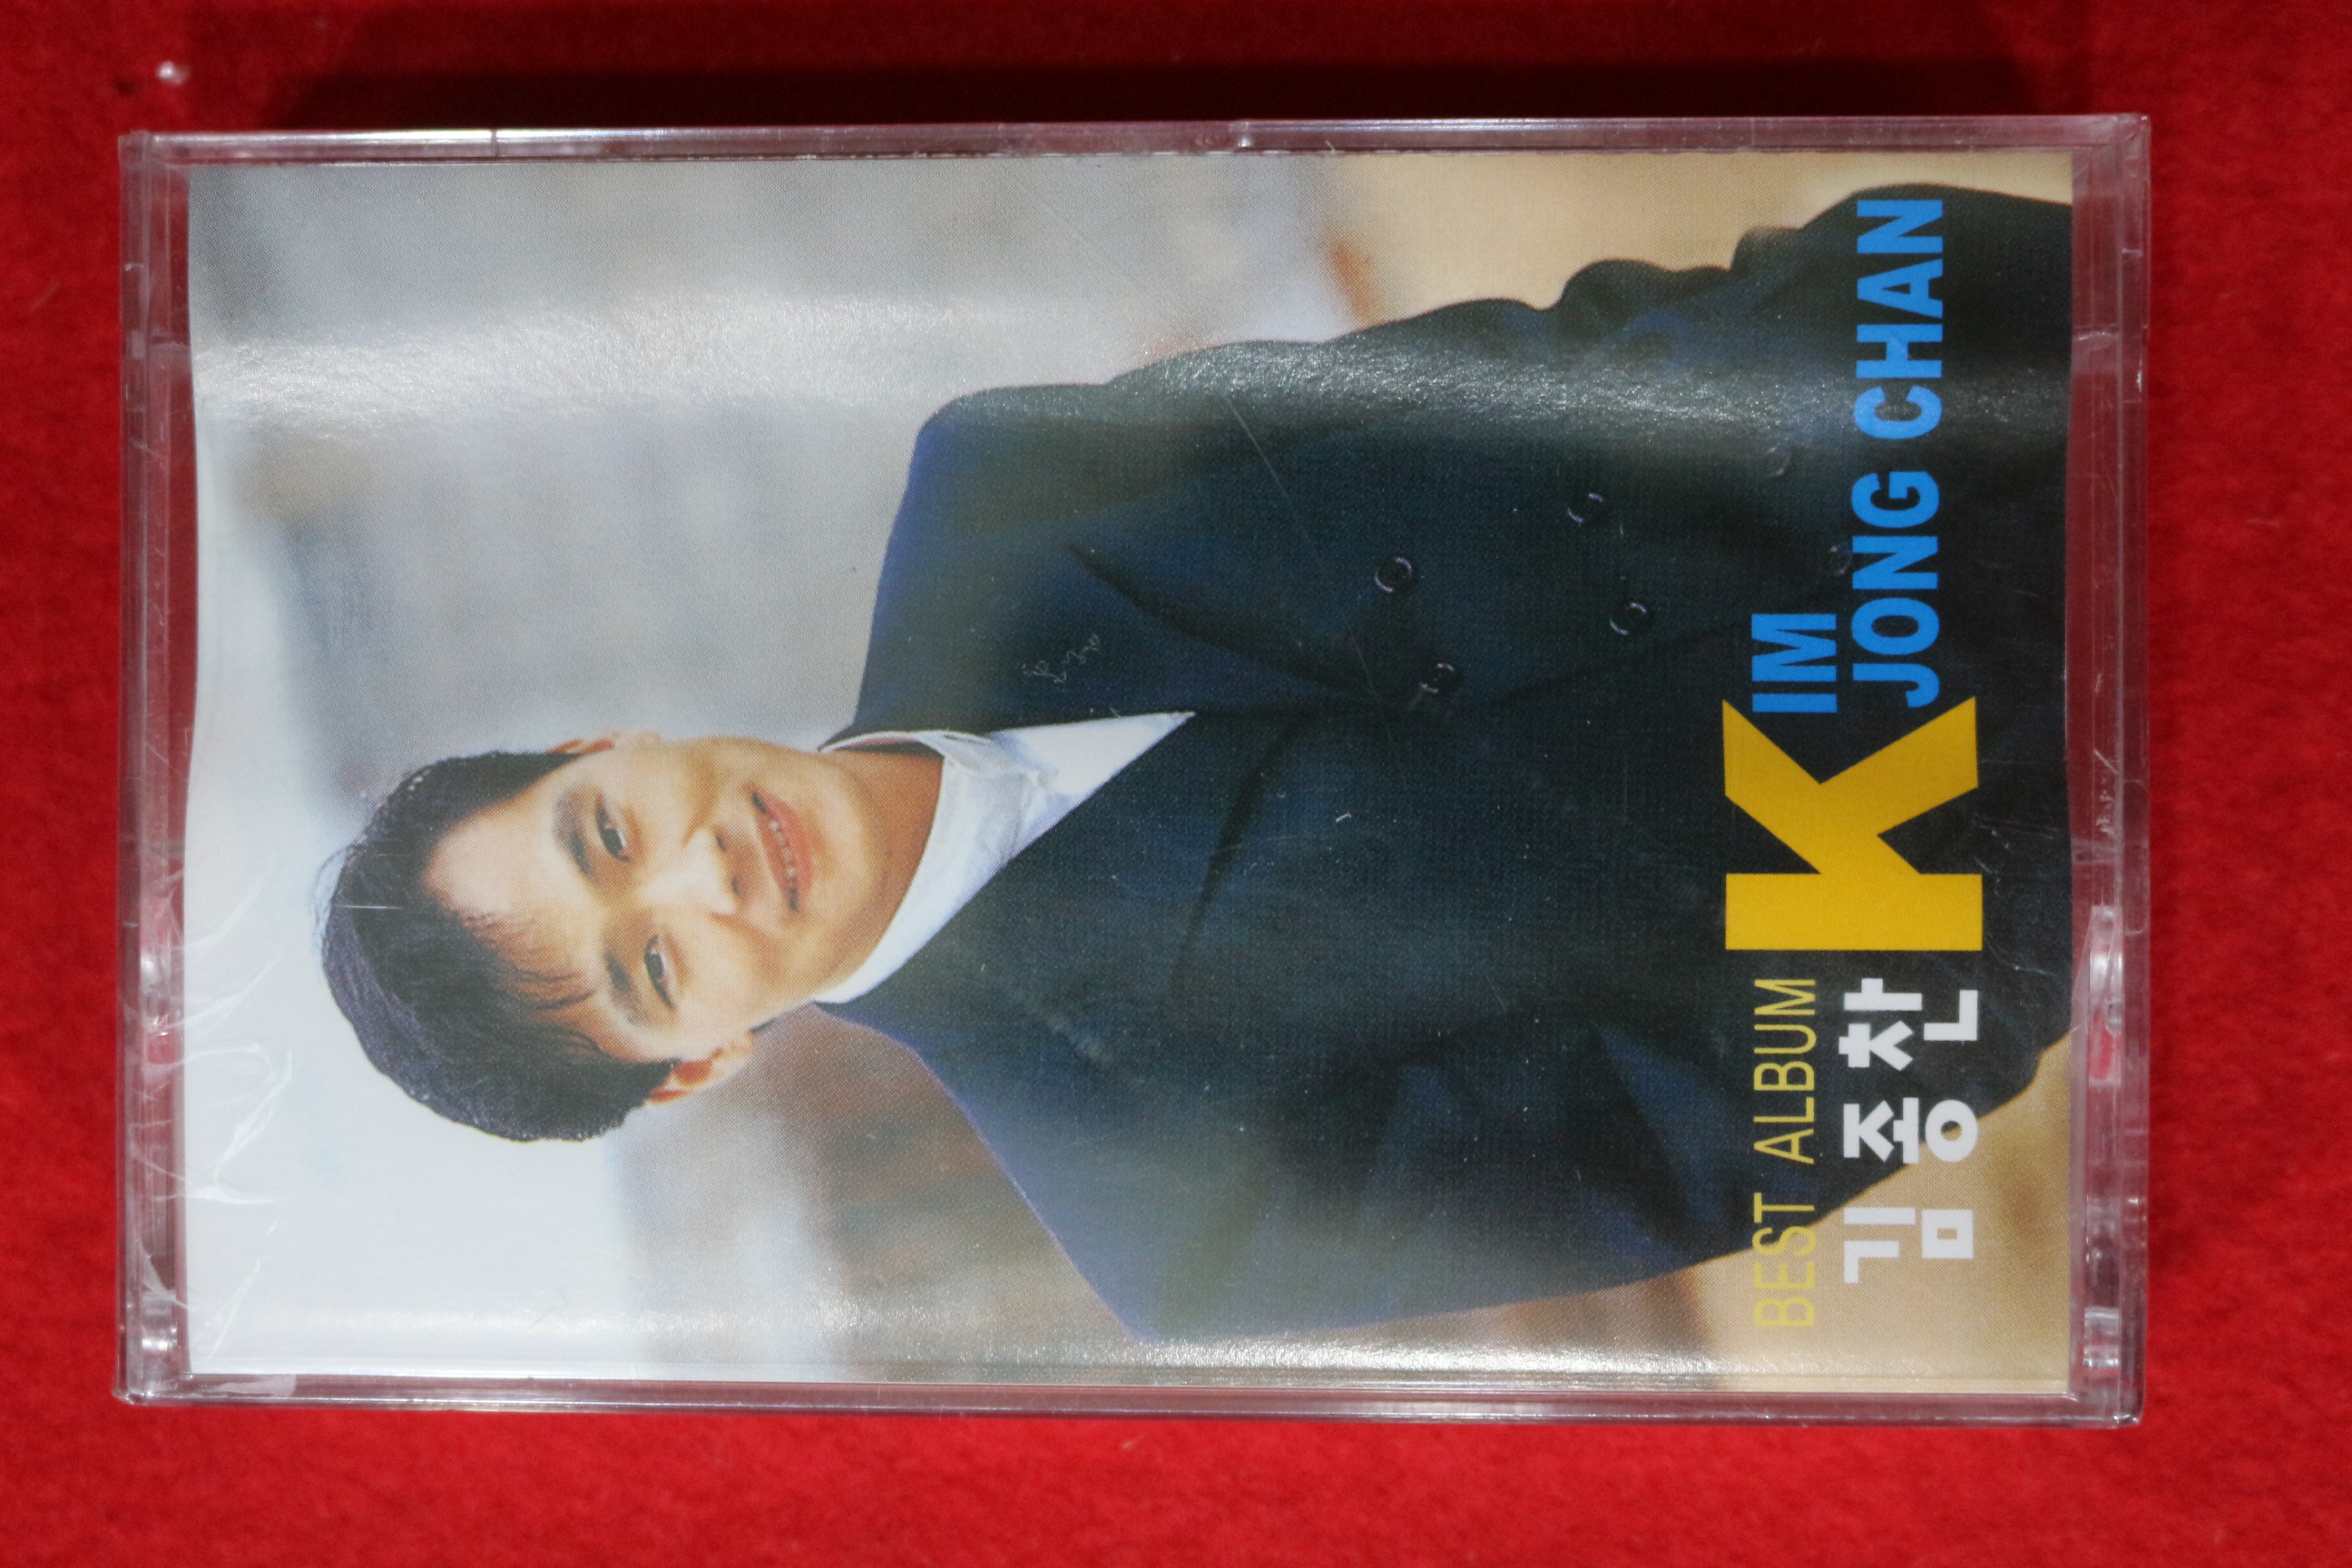 BEST ALBUM
김종찬
KIM
JONG CHAN